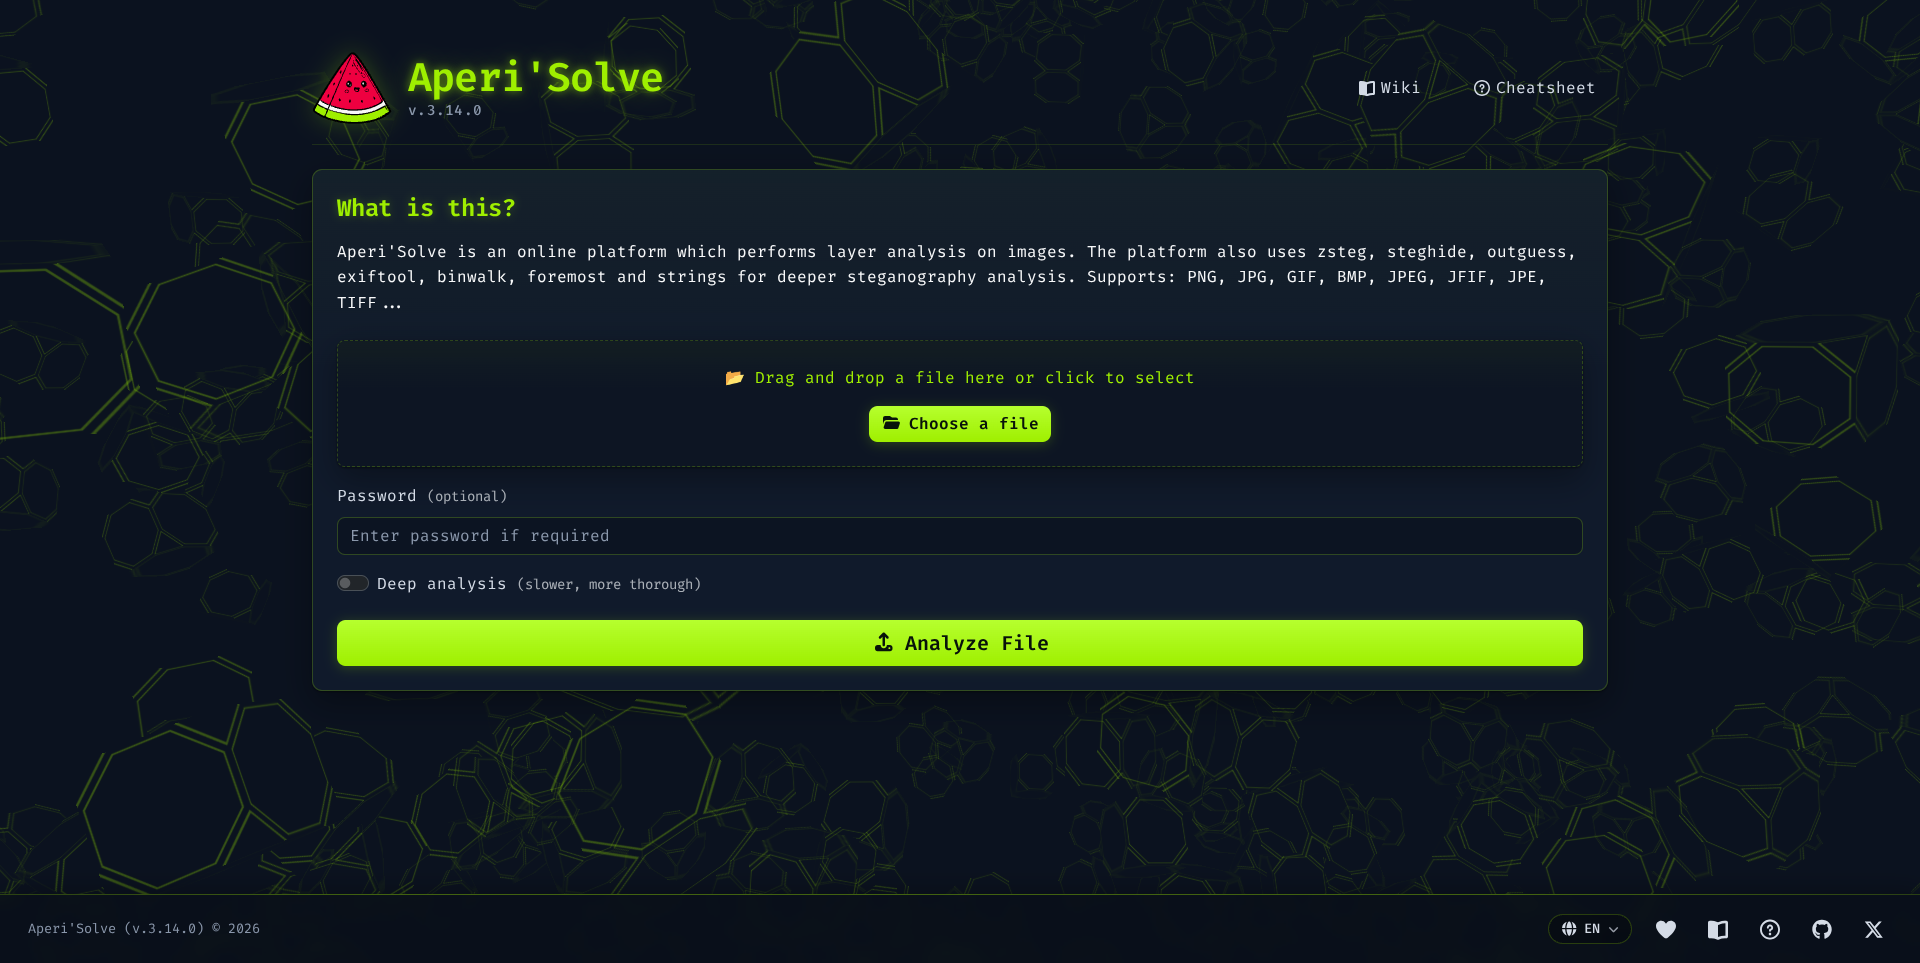 Aperi'Solve
v.3.14.0
Wiki
Cheatsheet
What is this?
Aperi'Solve is an online platform which performs layer analysis on images. The platform also uses zsteg, steghide, outguess,
exiftool, binwalk, foremost and strings for deeper steganography analysis. Supports: PNG, JPG, GIF, BMP, JPEG, JFIF, JPE,
TIFF...
📂 Drag and drop a file here or click to select
Choose a file
Password (optional)
Enter password if required
Deep analysis (slower, more thorough)
Analyze File
Aperi'Solve (v.3.14.0) © 2026
EN